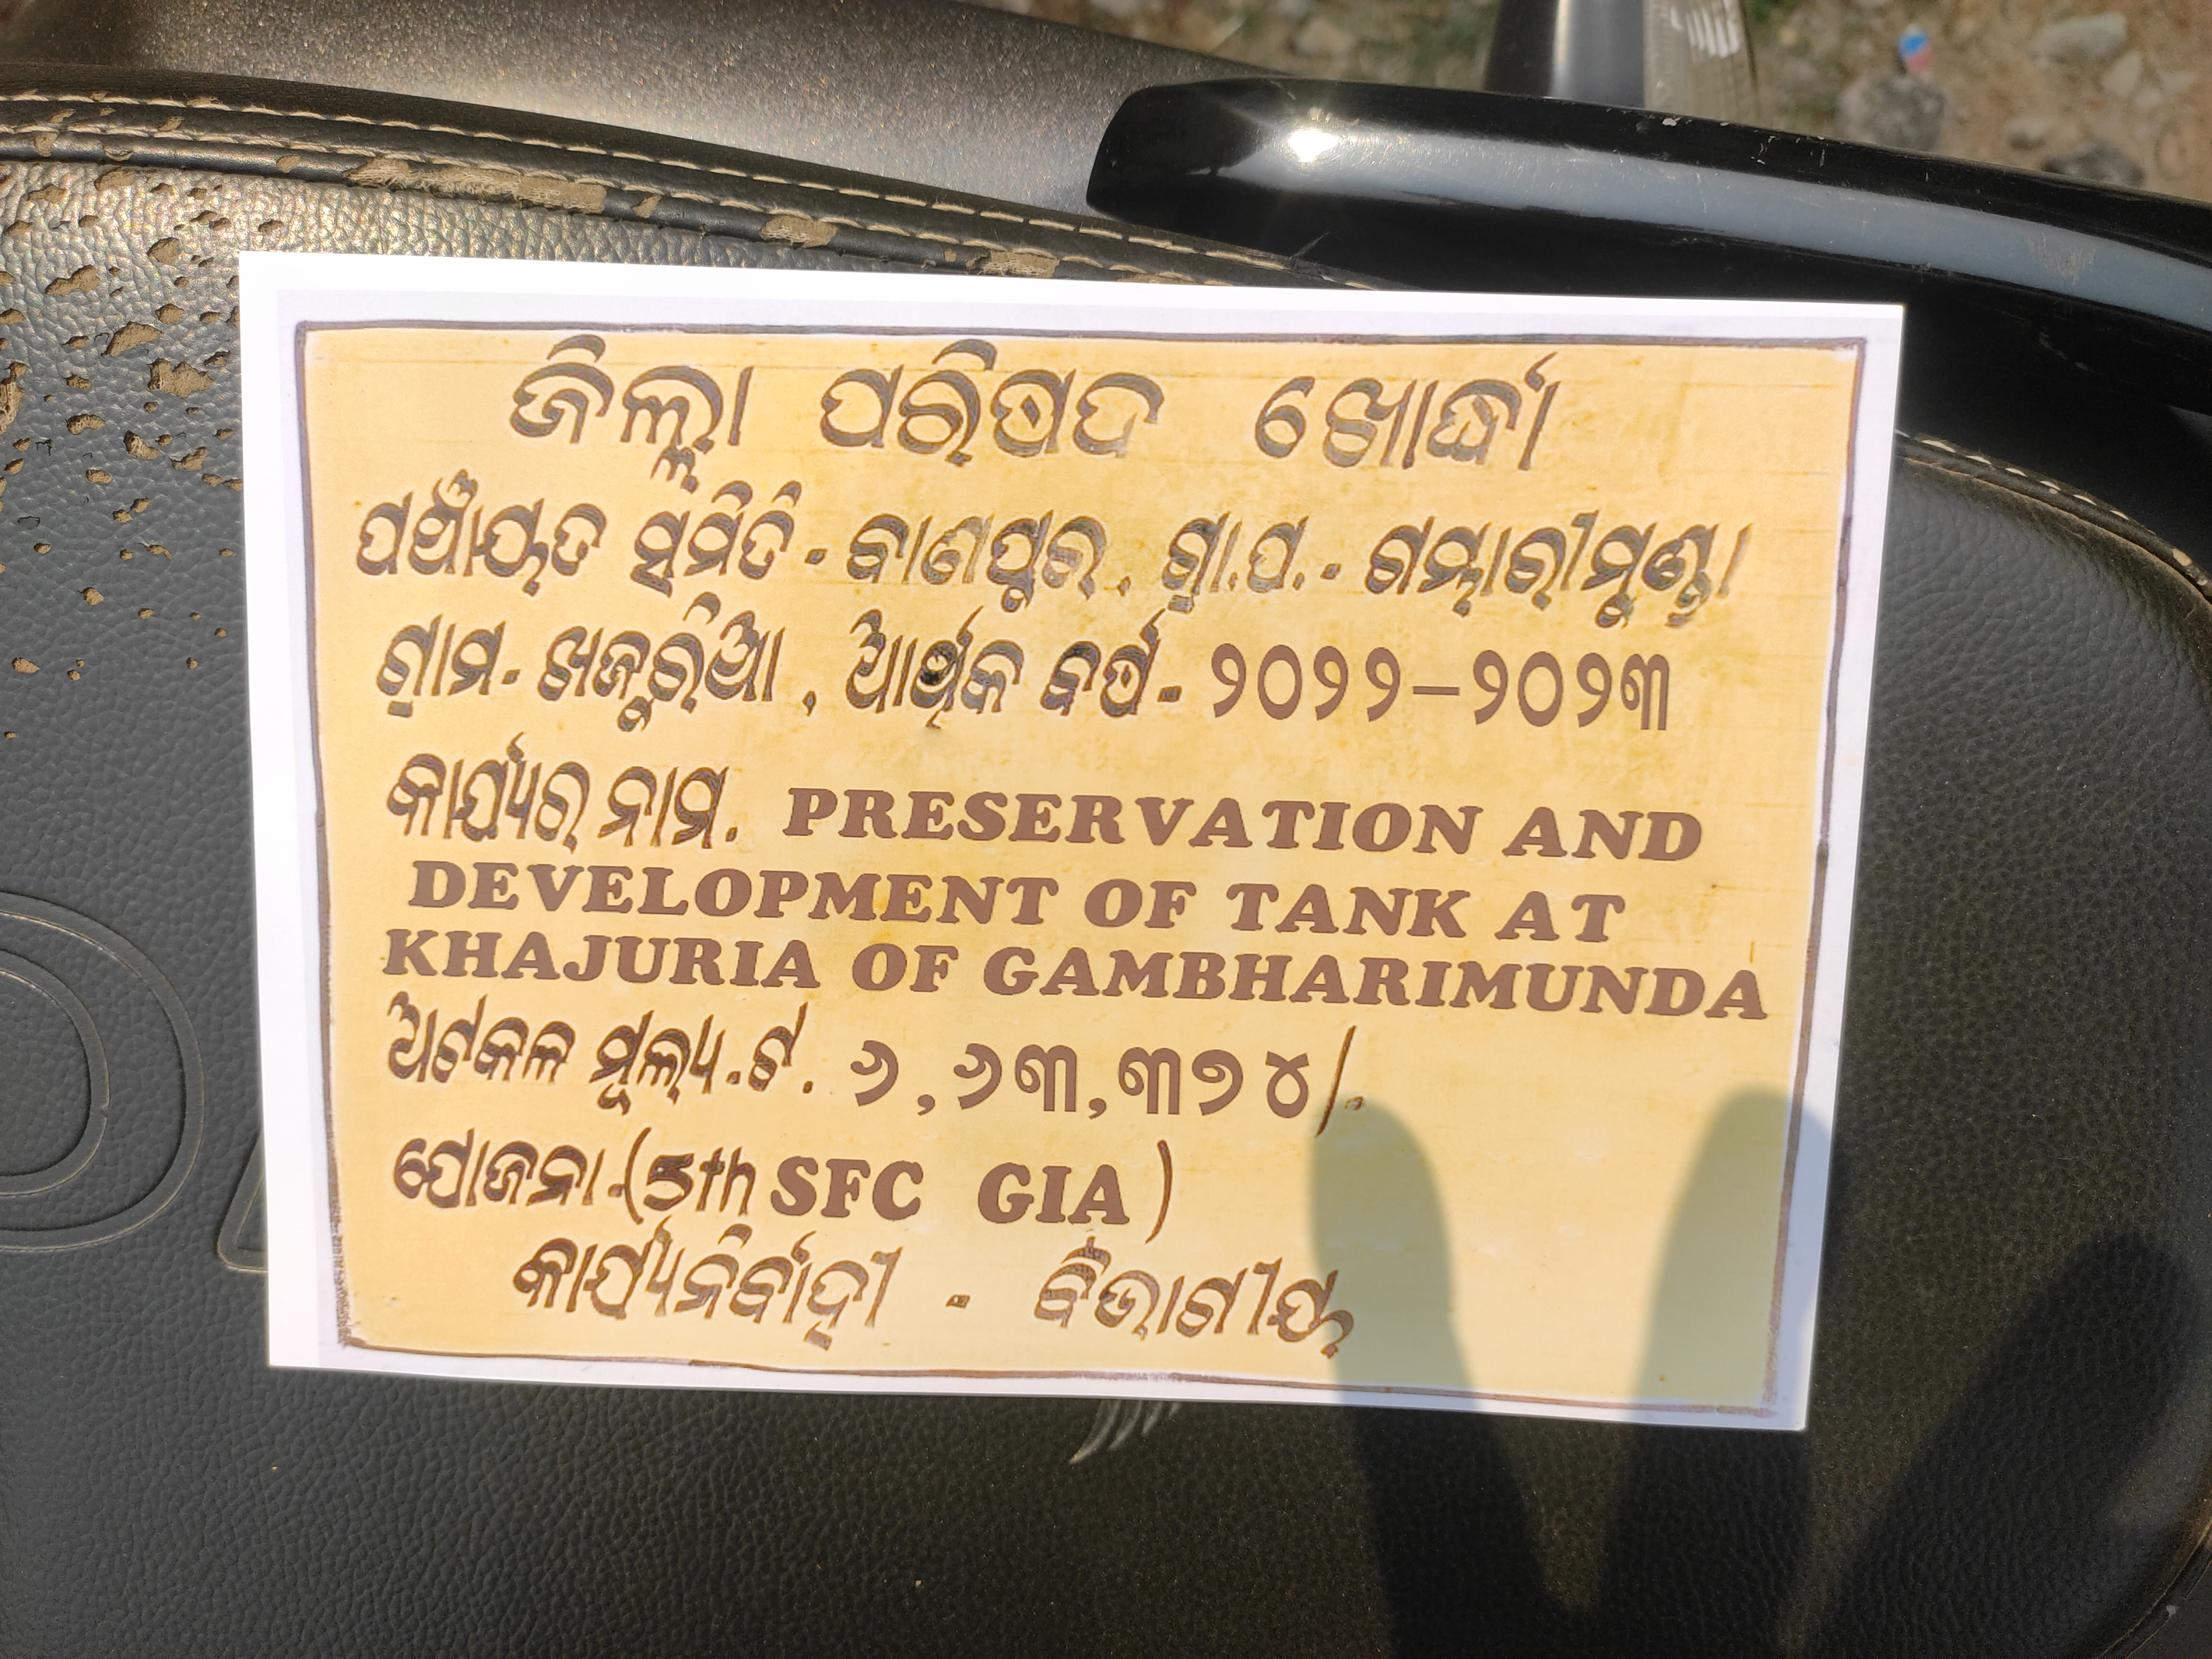 ଜିଲ୍ଲା ପରିଷଦ ଖୋର୍ଦ୍ଧା
ପଞ୍ଚାୟତ ସମିତି - ବାଣପୁର, ଗ୍ରା.ପ. - ଗମ୍ଭାରୀମୁଣ୍ଡା
ଗ୍ରାମ - ଖଜୁରିଆ, ଆର୍ଥିକ ବର୍ଷ - ୨୦୨୨-୨୦୨୩
କାର୍ଯ୍ୟର ନାମ. PRESERVATION AND
DEVELOPMENT OF TANK AT
KHAJURIA OF GAMBHARIMUNDA
ଅଟକଳ ମୂଲ୍ୟ.ଟ. ୬,୬୩,୩୭୪/-
ଯୋଜନା-(5th SFC GIA)
କାର୍ଯ୍ୟନିର୍ବାହୀ - ବିଭାଗୀୟ